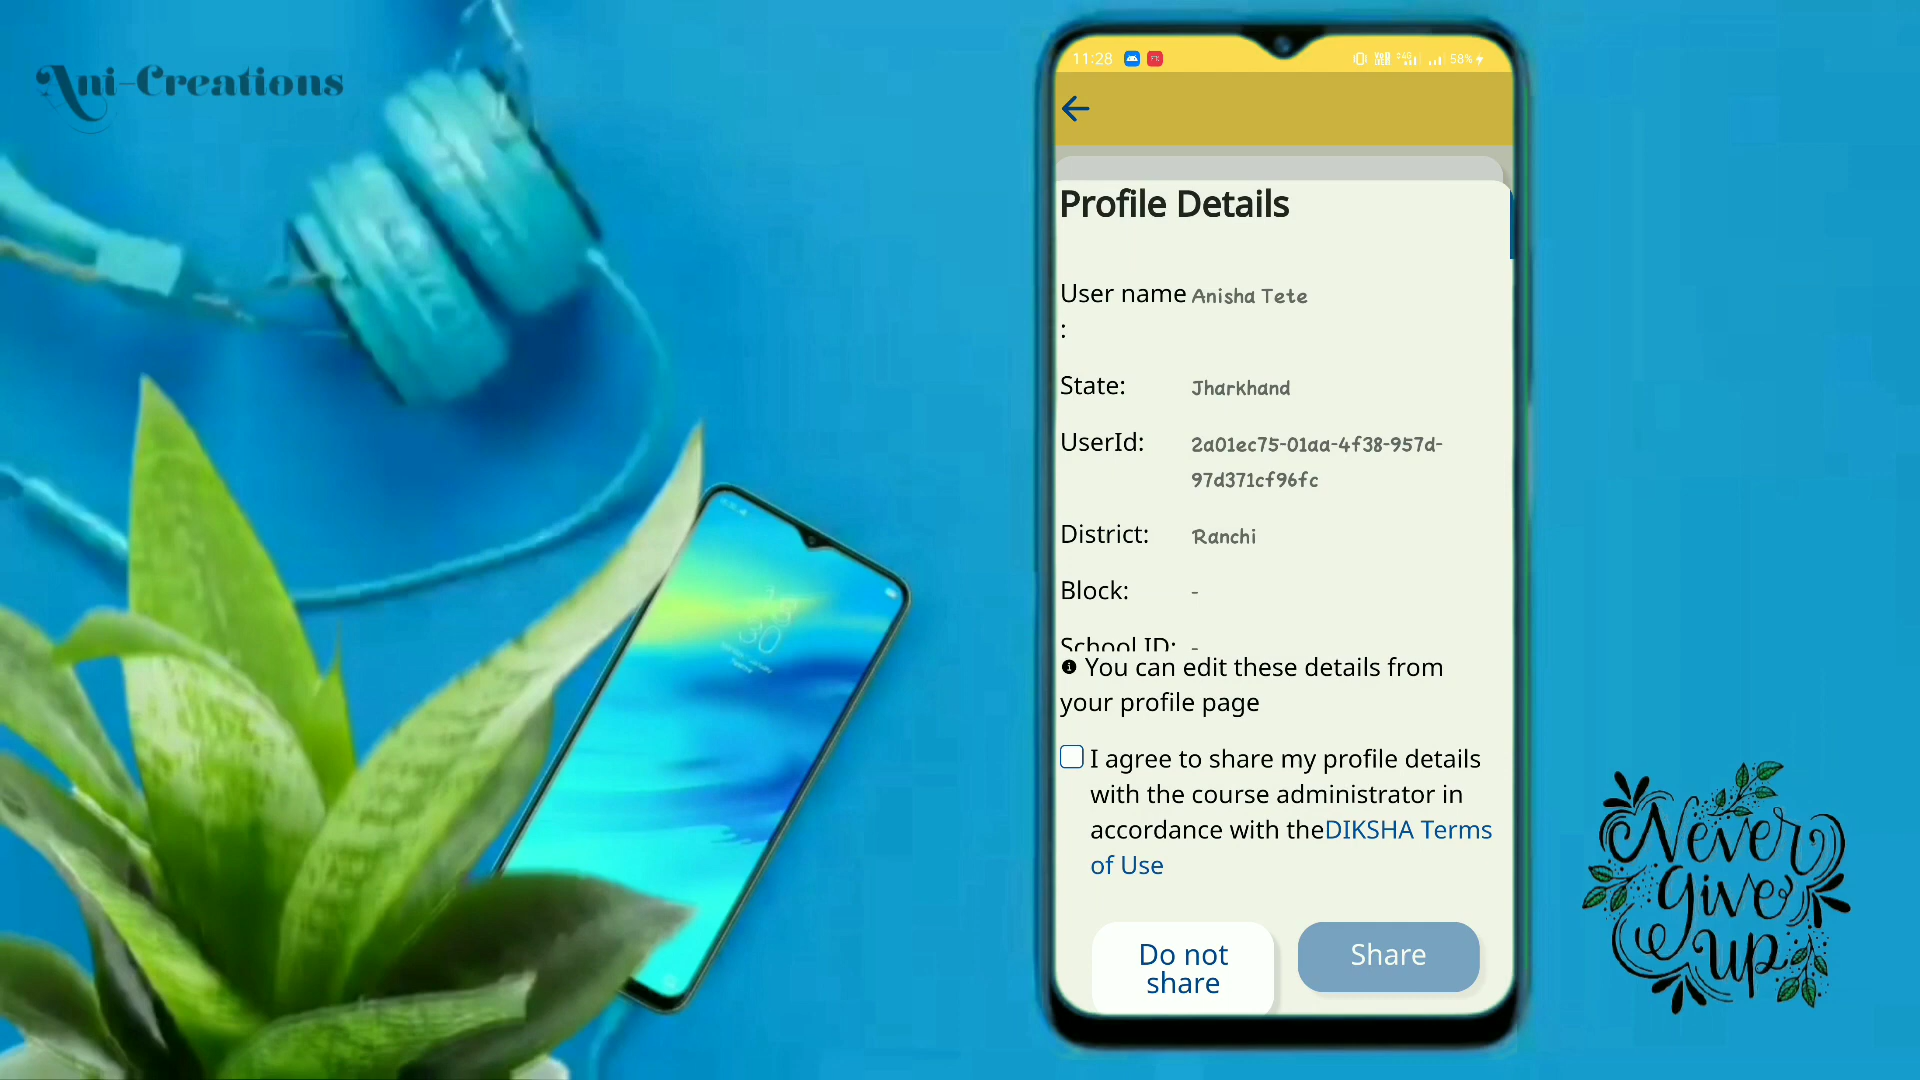 Ani-Creations
11:28
58%
Profile Details
User name Anisha Tete
:
State: Jharkhand
UserId: 2a01ec75-01aa-4f38-957d-
97d371cf96fc
District: Ranchi
Block: -
School ID: -
You can edit these details from
your profile page
I agree to share my profile details
with the course administrator in
accordance with theDIKSHA Terms
of Use
Do not
share
Share
18
30
Never
Give
Up